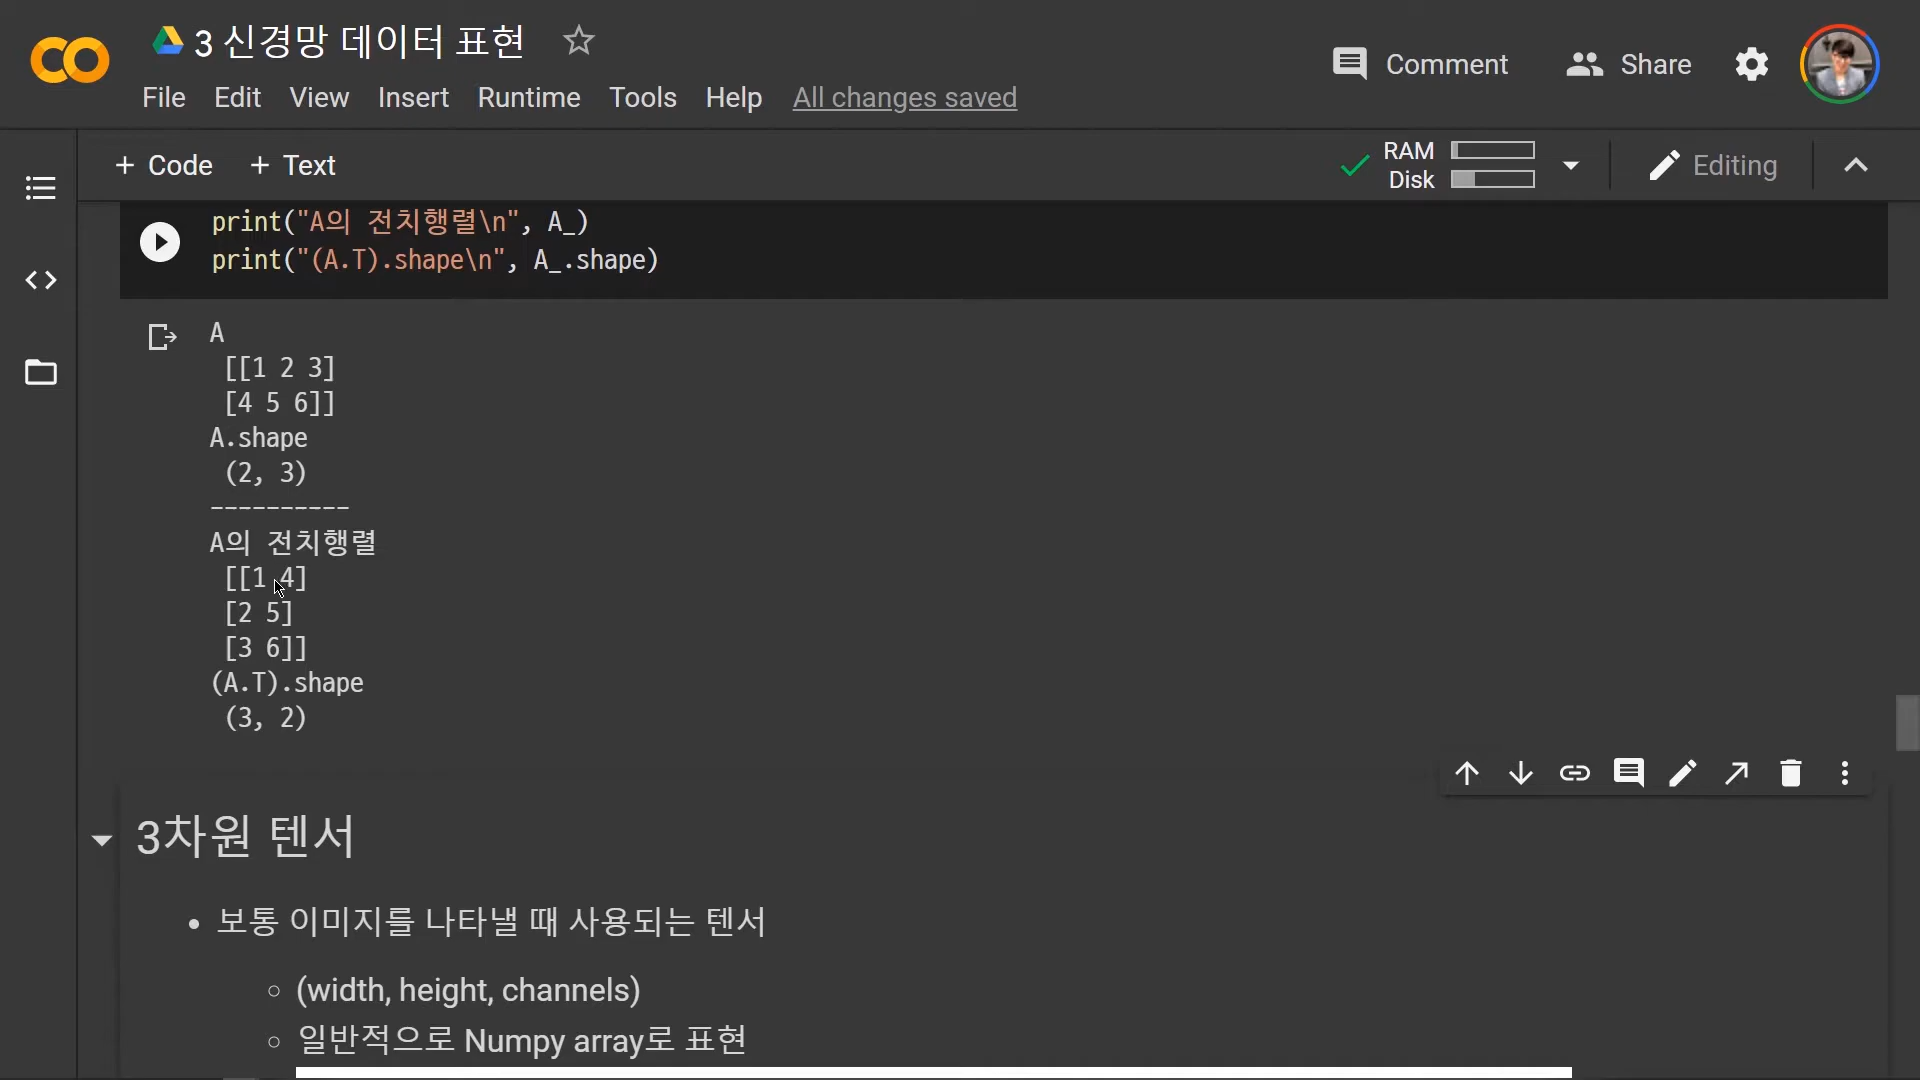 3 신경망 데이터 표현
Comment
Share
File Edit View Insert Runtime Tools Help All changes saved
+ Code + Text
RAM
Disk
Editing
print("A의 전치행렬\n", A_)
print("(A.T).shape\n", A_.shape)
A
[[1 2 3]
[4 5 6]]
A.shape
(2, 3)
----------
A의 전치행렬
[[1 4]
[2 5]
[3 6]]
(A.T).shape
(3, 2)
3차원 텐서
• 보통 이미지를 나타낼 때 사용되는 텐서
○ (width, height, channels)
○ 일반적으로 Numpy array로 표현